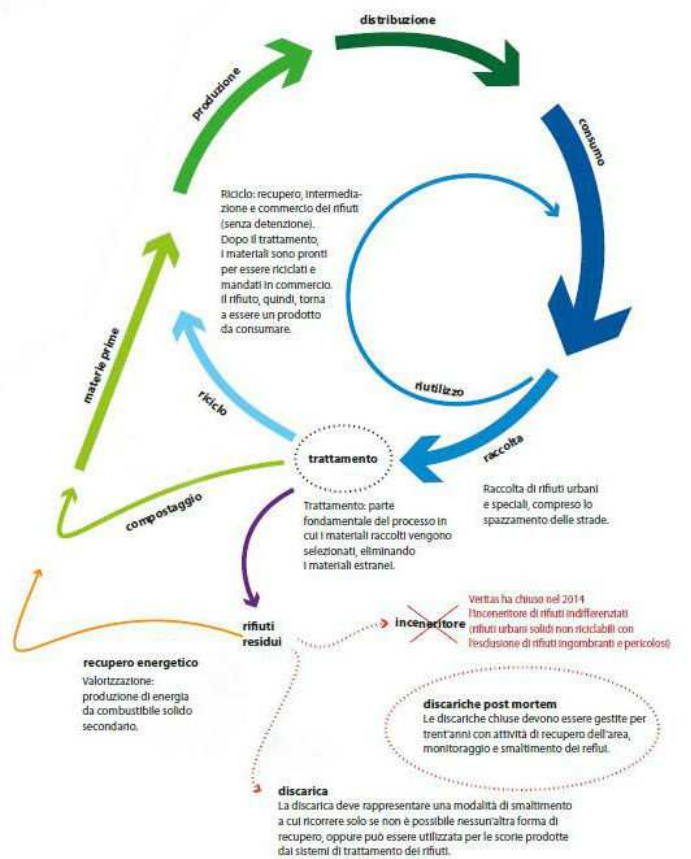 distribuzione
produzione
consumo
Riciclo: recupero, intermedia-
zione e commercio dei rifiuti
(senza detenzione).
Dopo il trattamento,
i materiali sono pronti
per essere riciclati e
mandati in commercio.
Il rifiuto, quindi, torna
a essere un prodotto
da consumare.
materie prime
riciclo
riutilizzo
trattamento
raccolta
compostaggio
Trattamento: parte
fondamentale del processo in
cui i materiali raccolti vengono
selezionati, eliminando
i materiali estranei.
Raccolta di rifiuti urbani
e speciali, compreso lo
spazzamento delle strade.
rifiuti
residui
inceneritore
Veritas ha chiuso nel 2014
l'inceneritore di rifiuti indifferenziati
(rifiuti urbani solidi non riciclabili con
l'esclusione di rifiuti ingombranti e pericolosi)
recupero energetico
Valorizzazione:
produzione di energia
da combustibile solido
secondario.
discariche post mortem
Le discariche chiuse devono essere gestite per
trent'anni con attività di recupero dell'area,
monitoraggio e smaltimento dei reflui.
discarica
La discarica deve rappresentare una modalità di smaltimento
a cui ricorrere solo se non è possibile nessun'altra forma di
recupero, oppure può essere utilizzata per le scorie prodotte
dai sistemi di trattamento dei rifiuti.